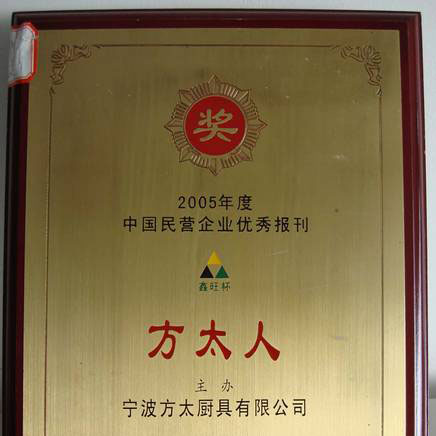 奖
2005年度
中国民营企业优秀报刊
鑫旺杯
方太人
主办
宁波方太厨具有限公司